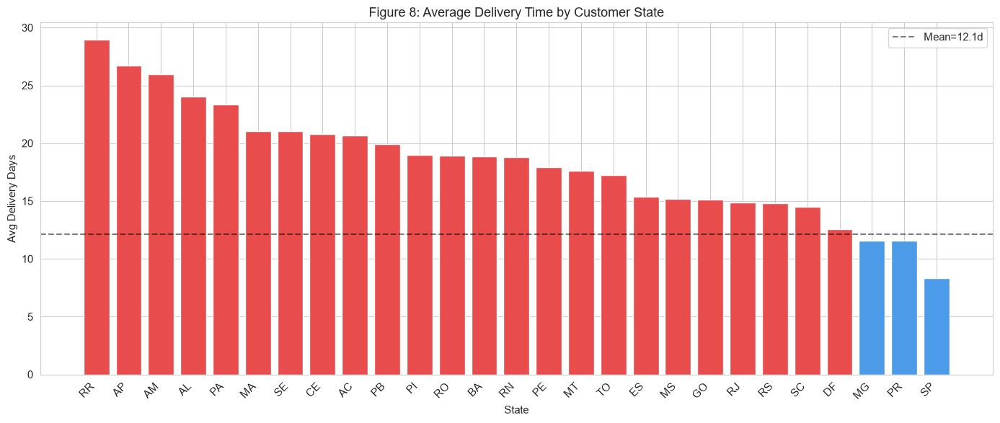 Figure 8: Average Delivery Time by Customer State
Mean=12.1d
Avg Delivery Days
30
25
20
15
10
5
0
RR AP AM AL PA MA SE CE AC PB PI RO BA RN PE MT TO ES MS GO RJ RS SC DF MG PR SP
State